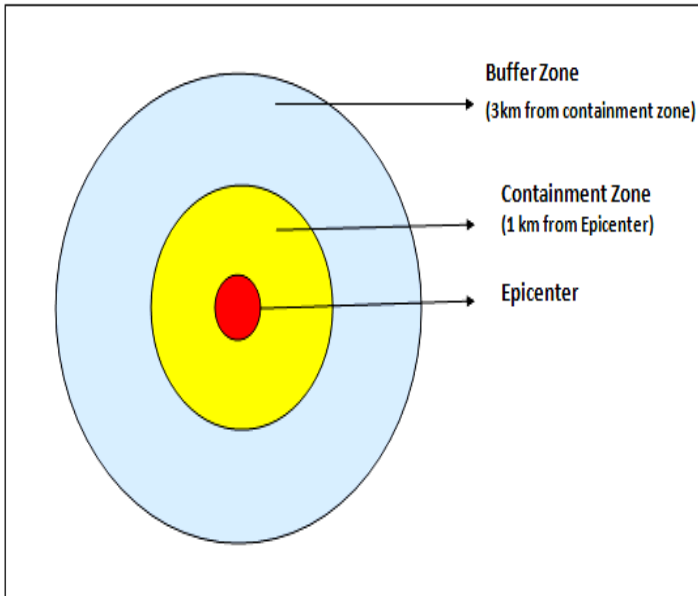 Buffer Zone
(3km from containment zone)
Containment Zone
(1 km from Epicenter)
Epicenter